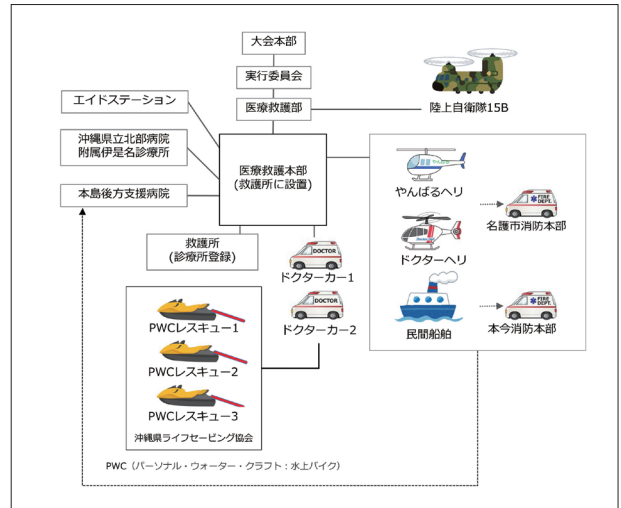 大会本部
実行委員会
医療救護部
陸上自衛隊15B
エイドステーション
沖縄県立北部病院
附属伊是名診療所
本島後方支援病院
医療救護本部
(救護所に設置)
救護所
(診療所登録)
DOCTOR
ドクターカー1
DOCTOR
ドクターカー2
やんばるヘリ
FIRE
DEPT.
名護市消防本部
ドクターヘリ
民間船舶
FIRE
DEPT.
本今消防本部
PWCレスキュー1
PWCレスキュー2
PWCレスキュー3
沖縄県ライフセービング協会
PWC（パーソナル・ウォーター・クラフト：水上バイク）